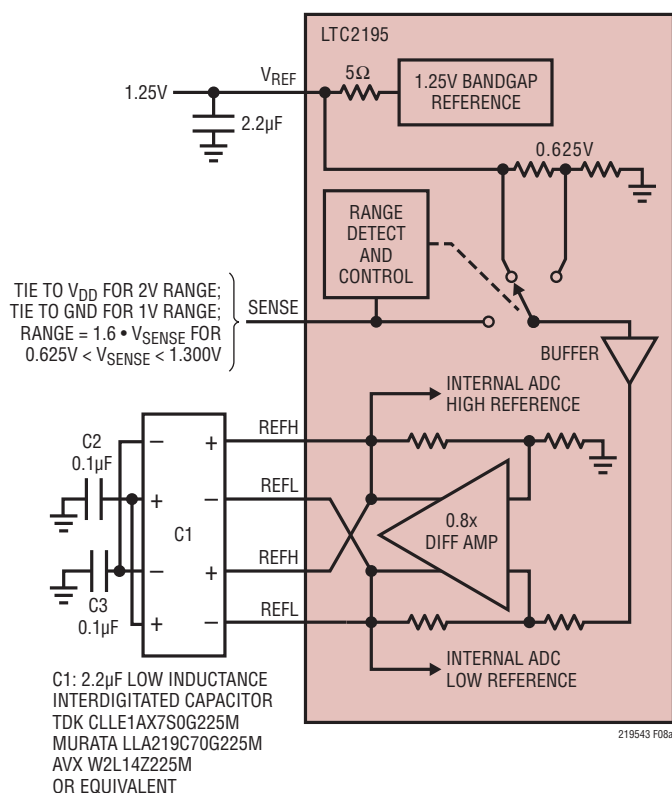 LTC2195
VREF
5Ω
1.25V BANDGAP
REFERENCE
1.25V
2.2µF
0.625V
RANGE
DETECT
AND
CONTROL
TIE TO VDD FOR 2V RANGE;
TIE TO GND FOR 1V RANGE;
RANGE = 1.6 • VSENSE FOR
0.625V < VSENSE < 1.300V
SENSE
BUFFER
INTERNAL ADC
HIGH REFERENCE
C2
0.1µF
–
+
REFH
+
–
REFL
C1
0.8x
DIFF AMP
–
+
REFH
C3
0.1µF
+
–
REFL
INTERNAL ADC
LOW REFERENCE
C1: 2.2µF LOW INDUCTANCE
INTERDIGITATED CAPACITOR
TDK CLLE1AX7S0G225M
MURATA LLA219C70G225M
AVX W2L14Z225M
OR EQUIVALENT
219543 F08a